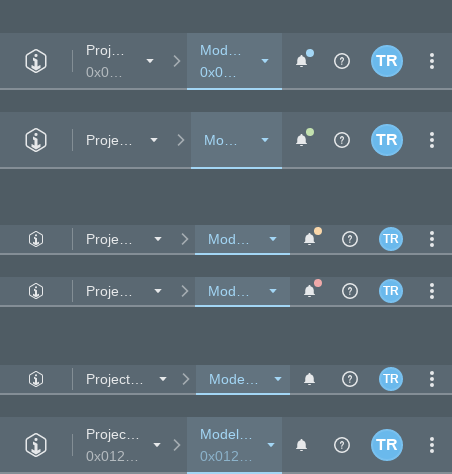 Proj... Mod...
0x0... 0x0... TR
Proje... Mo... TR
Proje... Mod... TR
Proje... Mod... TR
Project... Mode... TR
Projec... Model...
0x012... 0x012... TR